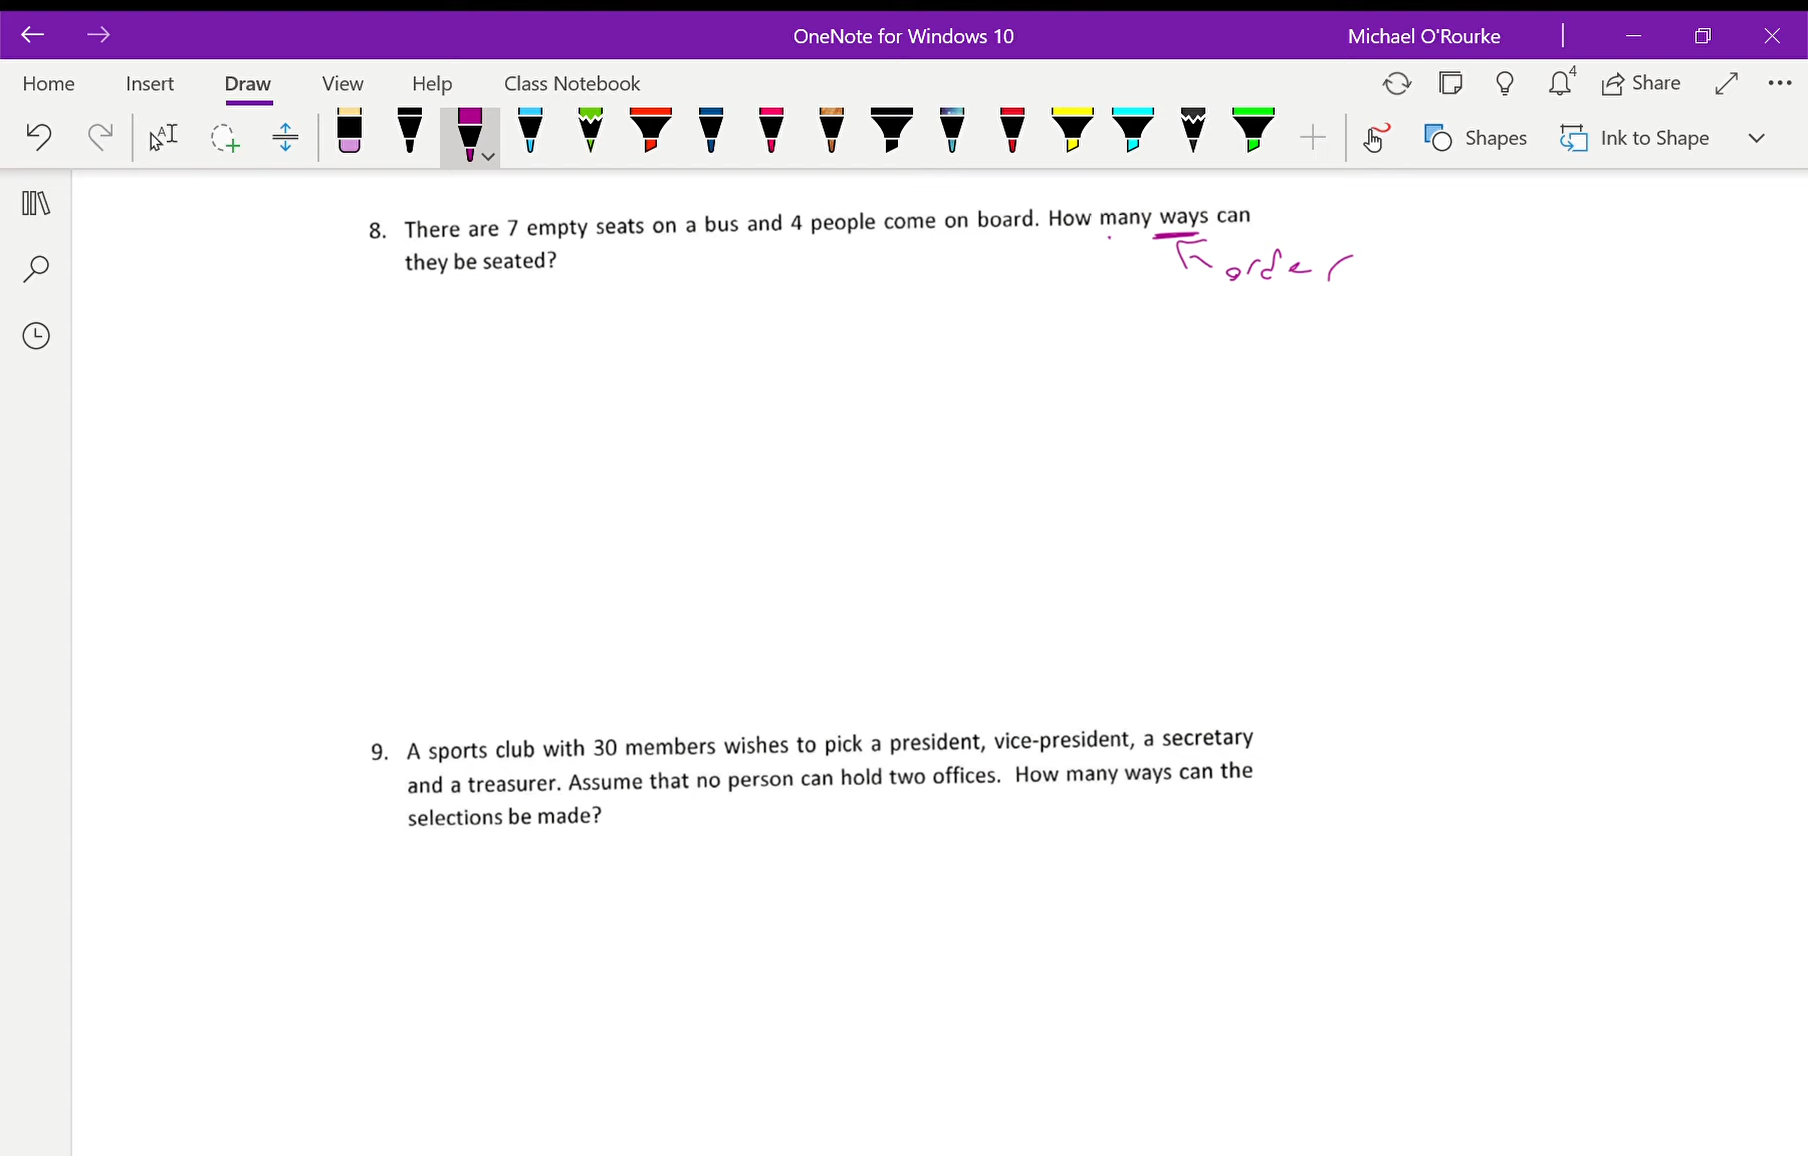 OneNote for Windows 10
Michael O'Rourke
Home Insert Draw View Help Class Notebook
4
Share
Shapes
Ink to Shape
8. There are 7 empty seats on a bus and 4 people come on board. How many ways can
they be seated?
order
9. A sports club with 30 members wishes to pick a president, vice-president, a secretary
and a treasurer. Assume that no person can hold two offices. How many ways can the
selections be made?